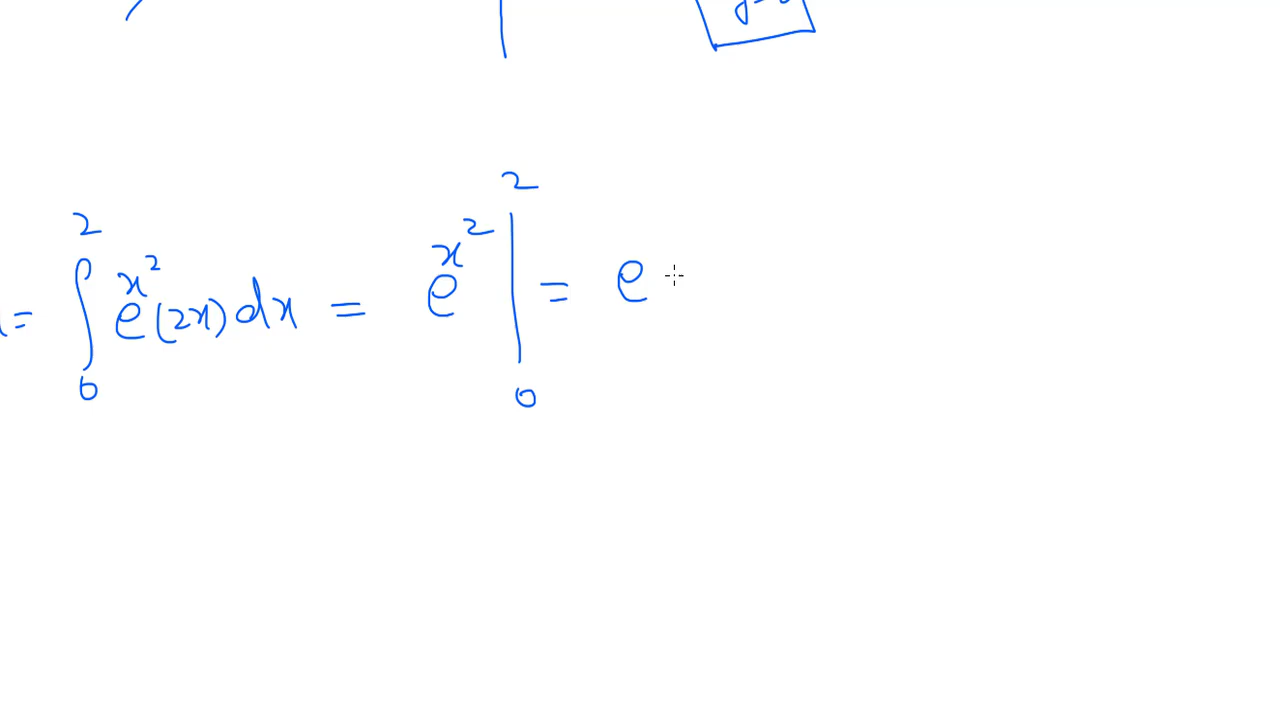 = ∫₀² e^{x²} (2x) dx = e^{x²} |₀² = e